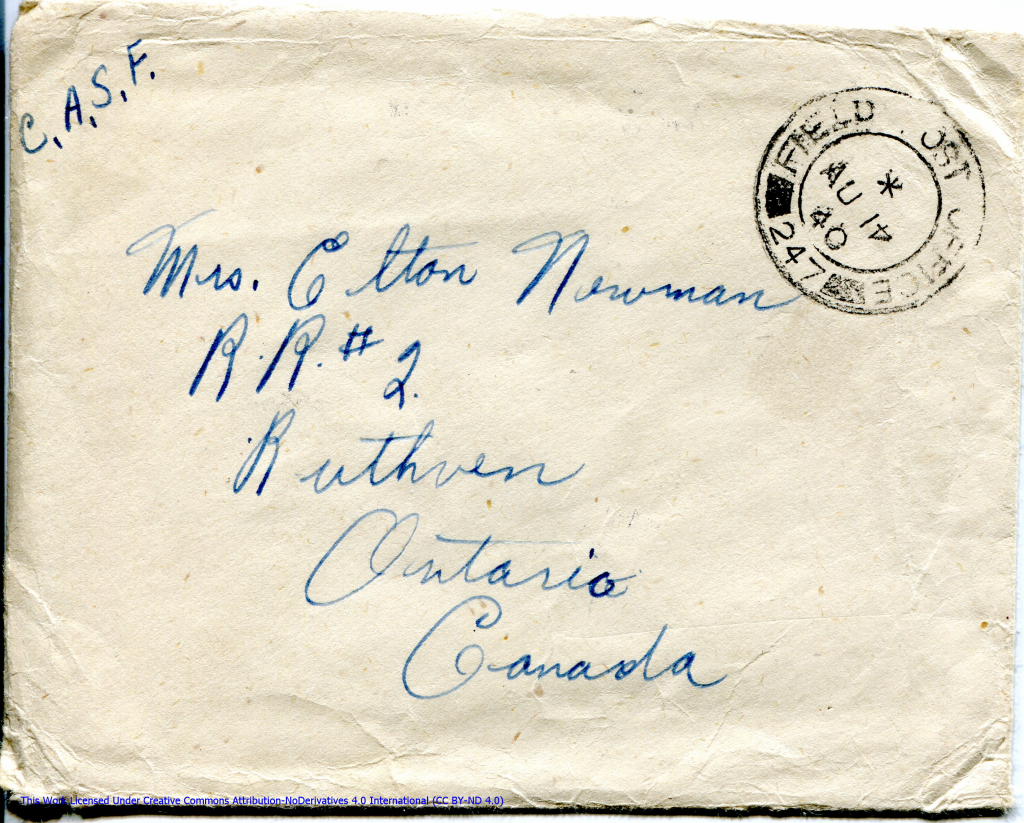 C.A.S.F.
FIELD POST OFFICE
*
AU 14
40
247
Mrs. Elton Newman
R.R. # 2.
Ruthven
Ontario
Canada
This Work Licensed Under Creative Commons Attribution-NoDerivatives 4.0 International (CC BY-ND 4.0)